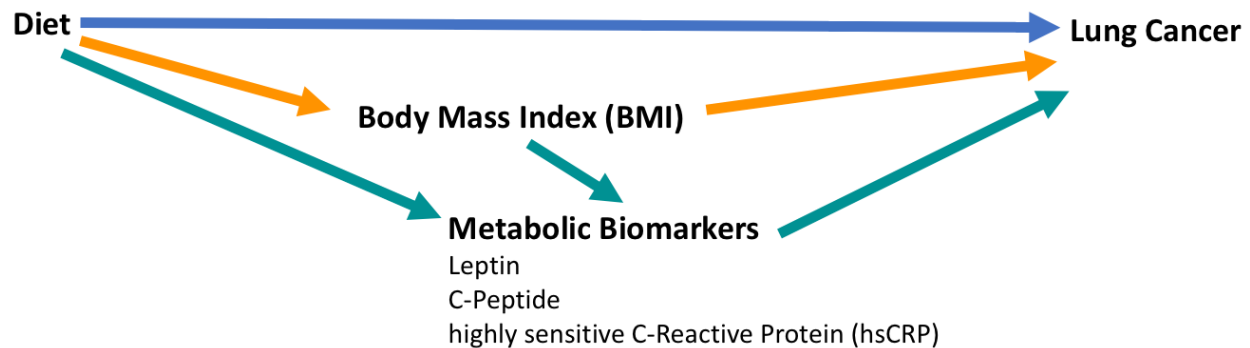 Diet
Lung Cancer
Body Mass Index (BMI)
Metabolic Biomarkers
Leptin
C-Peptide
highly sensitive C-Reactive Protein (hsCRP)